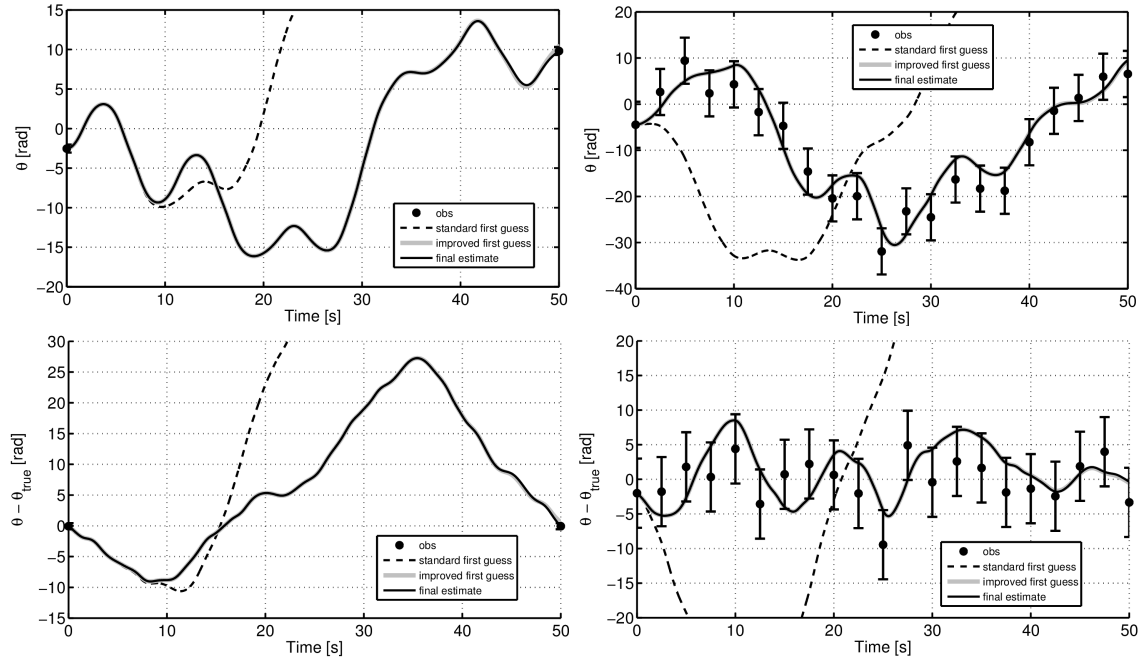 15
10
5
0
−5
−10
−15
−20
θ [rad]
obs
standard first guess
improved first guess
final estimate
0 10 20 30 40 50
Time [s]
20
10
0
−10
−20
−30
−40
θ [rad]
obs
standard first guess
improved first guess
final estimate
0 10 20 30 40 50
Time [s]
30
25
20
15
10
5
0
−5
−10
−15
θ − θtrue [rad]
obs
standard first guess
improved first guess
final estimate
0 10 20 30 40 50
Time [s]
20
15
10
5
0
−5
−10
−15
−20
θ − θtrue [rad]
obs
standard first guess
improved first guess
final estimate
0 10 20 30 40 50
Time [s]